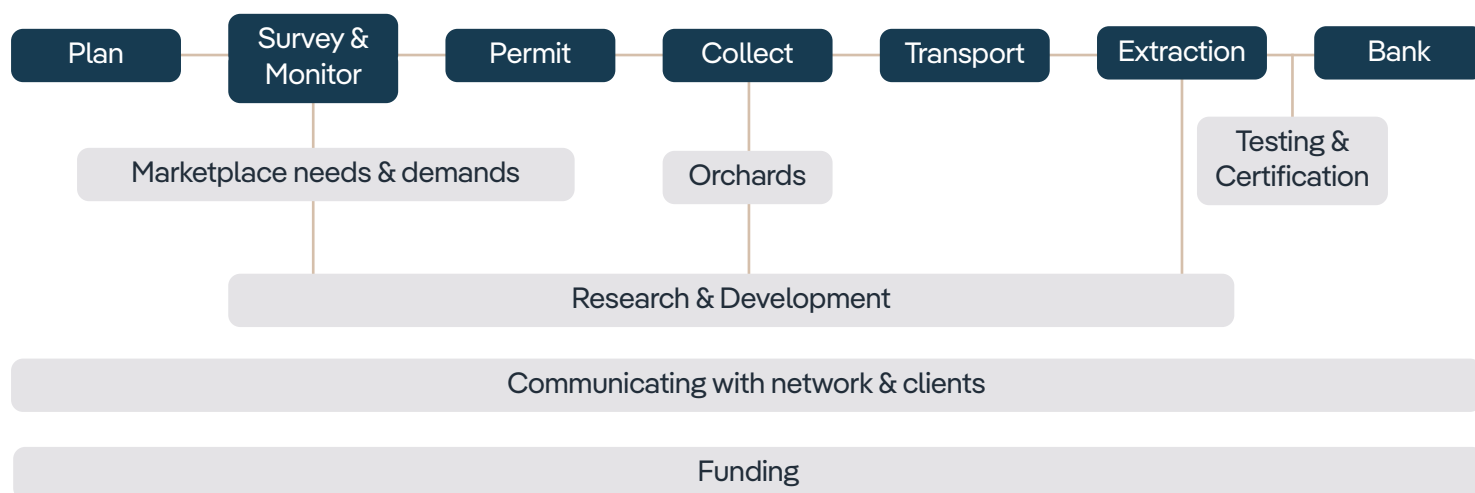 Plan
Survey &
Monitor
Permit
Collect
Transport
Extraction
Bank
Marketplace needs & demands
Orchards
Testing &
Certification
Research & Development
Communicating with network & clients
Funding